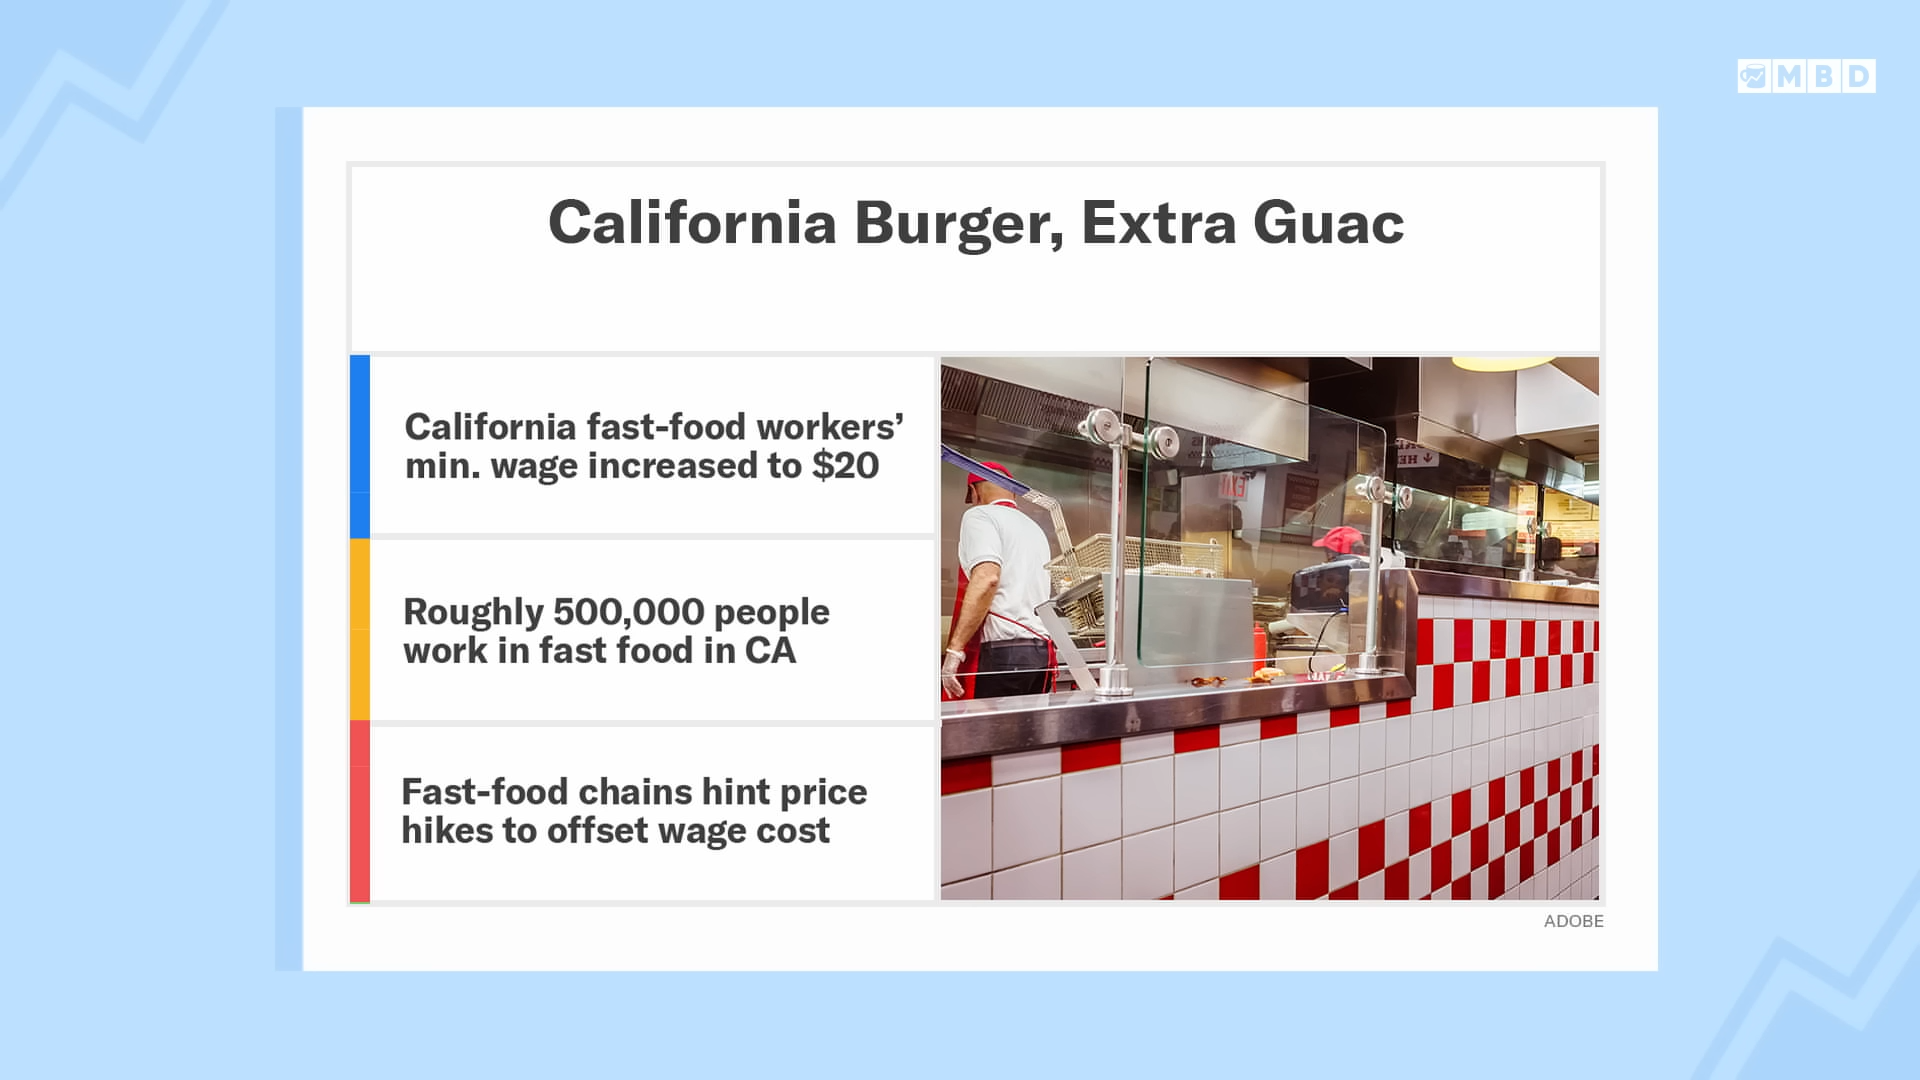 MBD
California Burger, Extra Guac
California fast-food workers’
min. wage increased to $20
Roughly 500,000 people
work in fast food in CA
Fast-food chains hint price
hikes to offset wage cost
EXIT
ADOBE